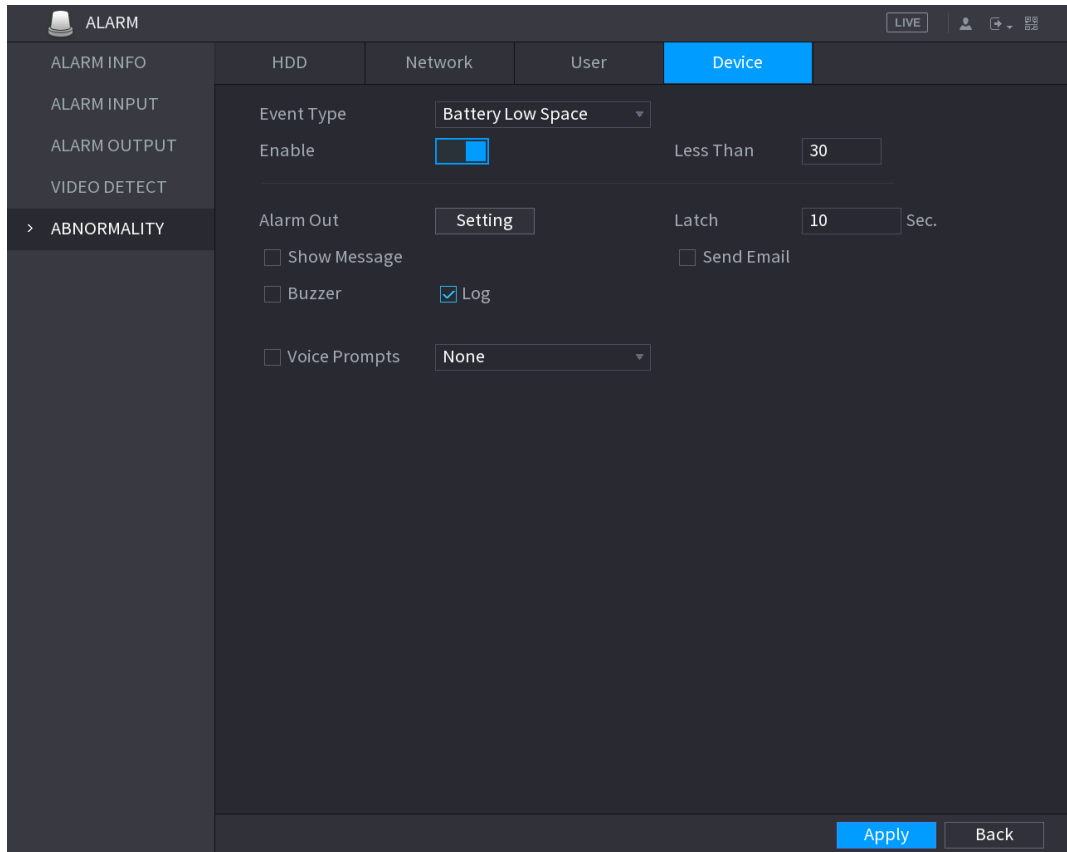 ALARM LIVE
ALARM INFO
ALARM INPUT
ALARM OUTPUT
VIDEO DETECT
> ABNORMALITY
HDD Network User Device
Event Type Battery Low Space
Enable Less Than 30
Alarm Out Setting Latch 10 Sec.
Show Message Send Email
Buzzer Log
Voice Prompts None
Apply Back